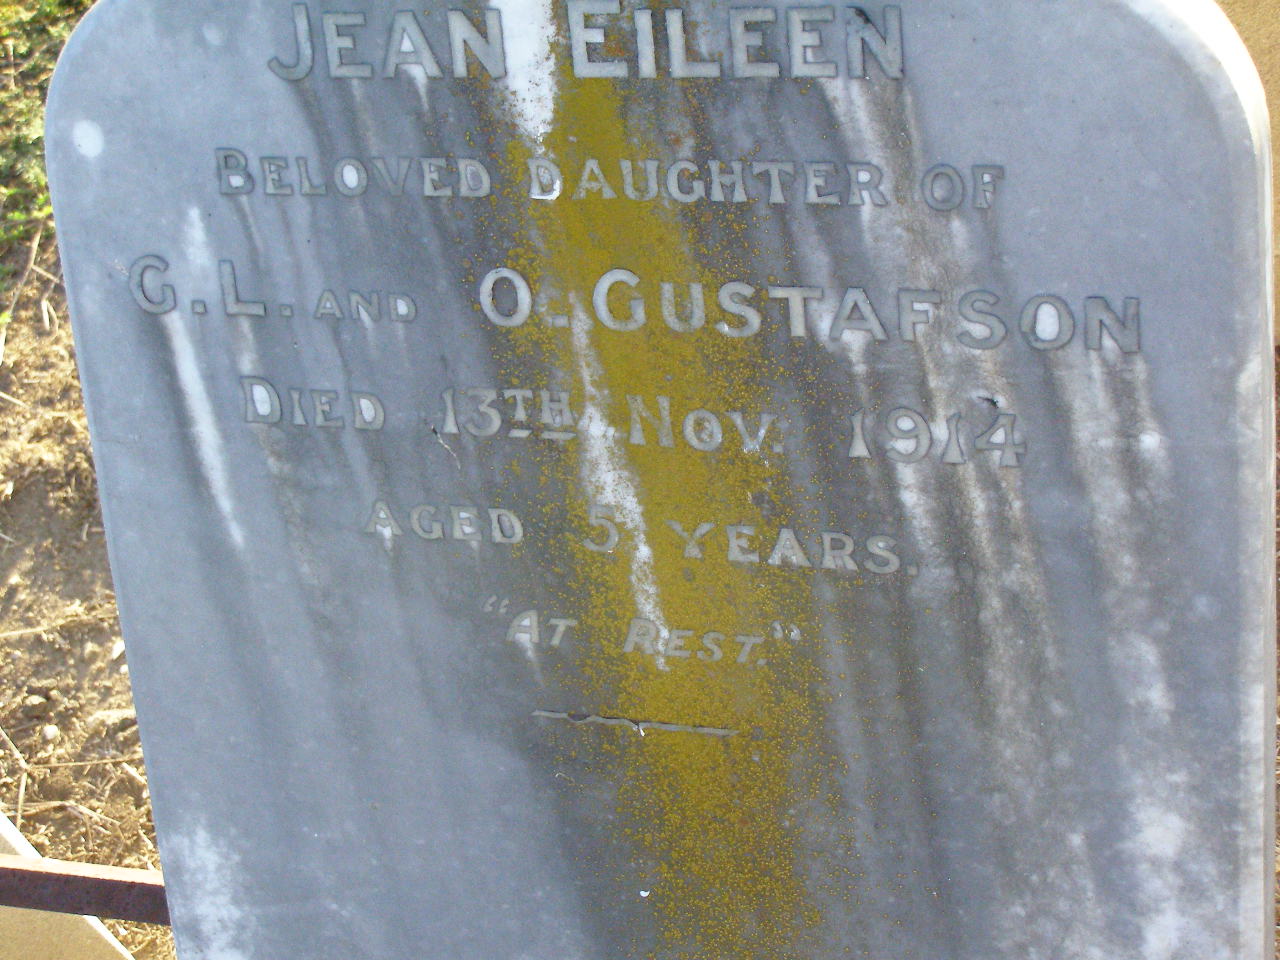 JEAN EILEEN
BELOVED DAUGHTER OF
G. L. AND O. GUSTAFSON
DIED 13TH NOV. 1914
AGED 5 YEARS.
"AT REST."